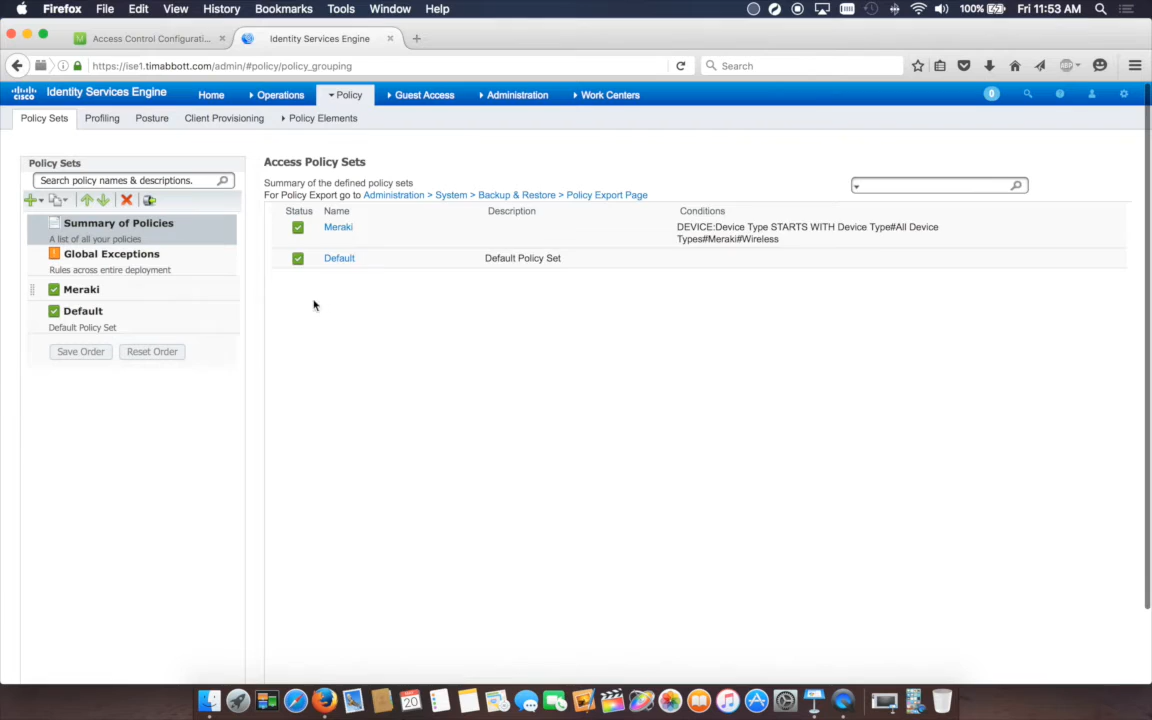 Firefox File Edit View History Bookmarks Tools Window Help 100% Fri 11:53 AM
Access Control Configurati... × Identity Services Engine × +
https://ise1.timabbott.com/admin/#policy/policy_grouping Search
cisco Identity Services Engine Home Operations Policy Guest Access Administration Work Centers 0
Policy Sets Profiling Posture Client Provisioning Policy Elements
Policy Sets
Search policy names & descriptions.
Summary of Policies
A list of all your policies
Global Exceptions
Rules across entire deployment
Meraki
Default
Default Policy Set
Save Order Reset Order
Access Policy Sets
Summary of the defined policy sets
For Policy Export go to Administration > System > Backup & Restore > Policy Export Page
Status Name Description Conditions
Meraki DEVICE:Device Type STARTS WITH Device Type#All Device
Types#Meraki#Wireless
Default Default Policy Set